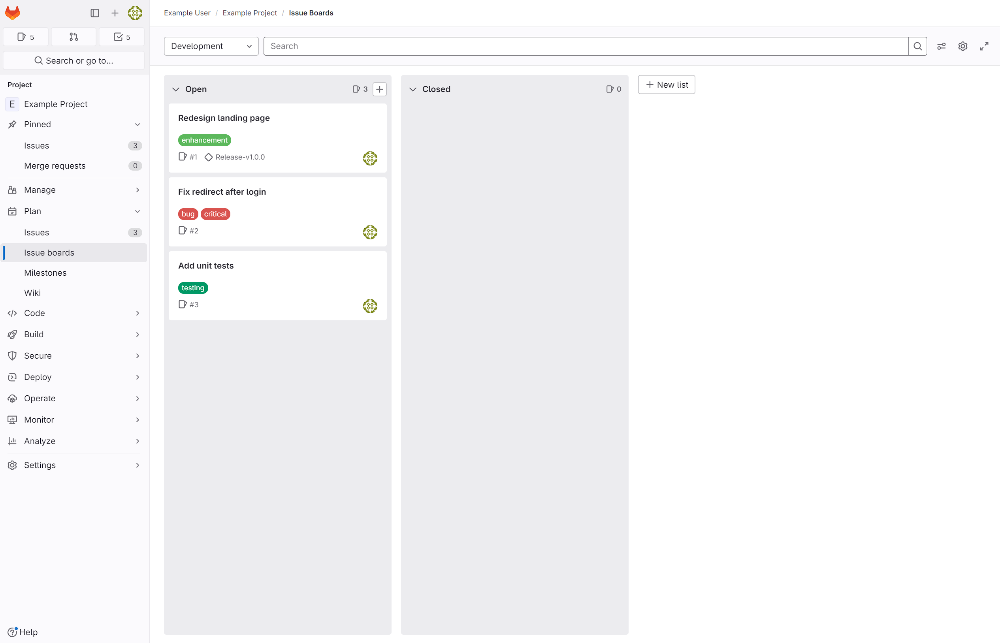 Example User / Example Project / Issue Boards
5
5
Search or go to...
Project
E Example Project
Pinned
Issues 3
Merge requests 0
Manage
Plan
Issues 3
Issue boards
Milestones
Wiki
Code
Build
Secure
Deploy
Operate
Monitor
Analyze
Settings
Help
Development
Search
Open 3
Redesign landing page
enhancement
#1 Release-v1.0.0
Fix redirect after login
bug critical
#2
Add unit tests
testing
#3
Closed 0
New list